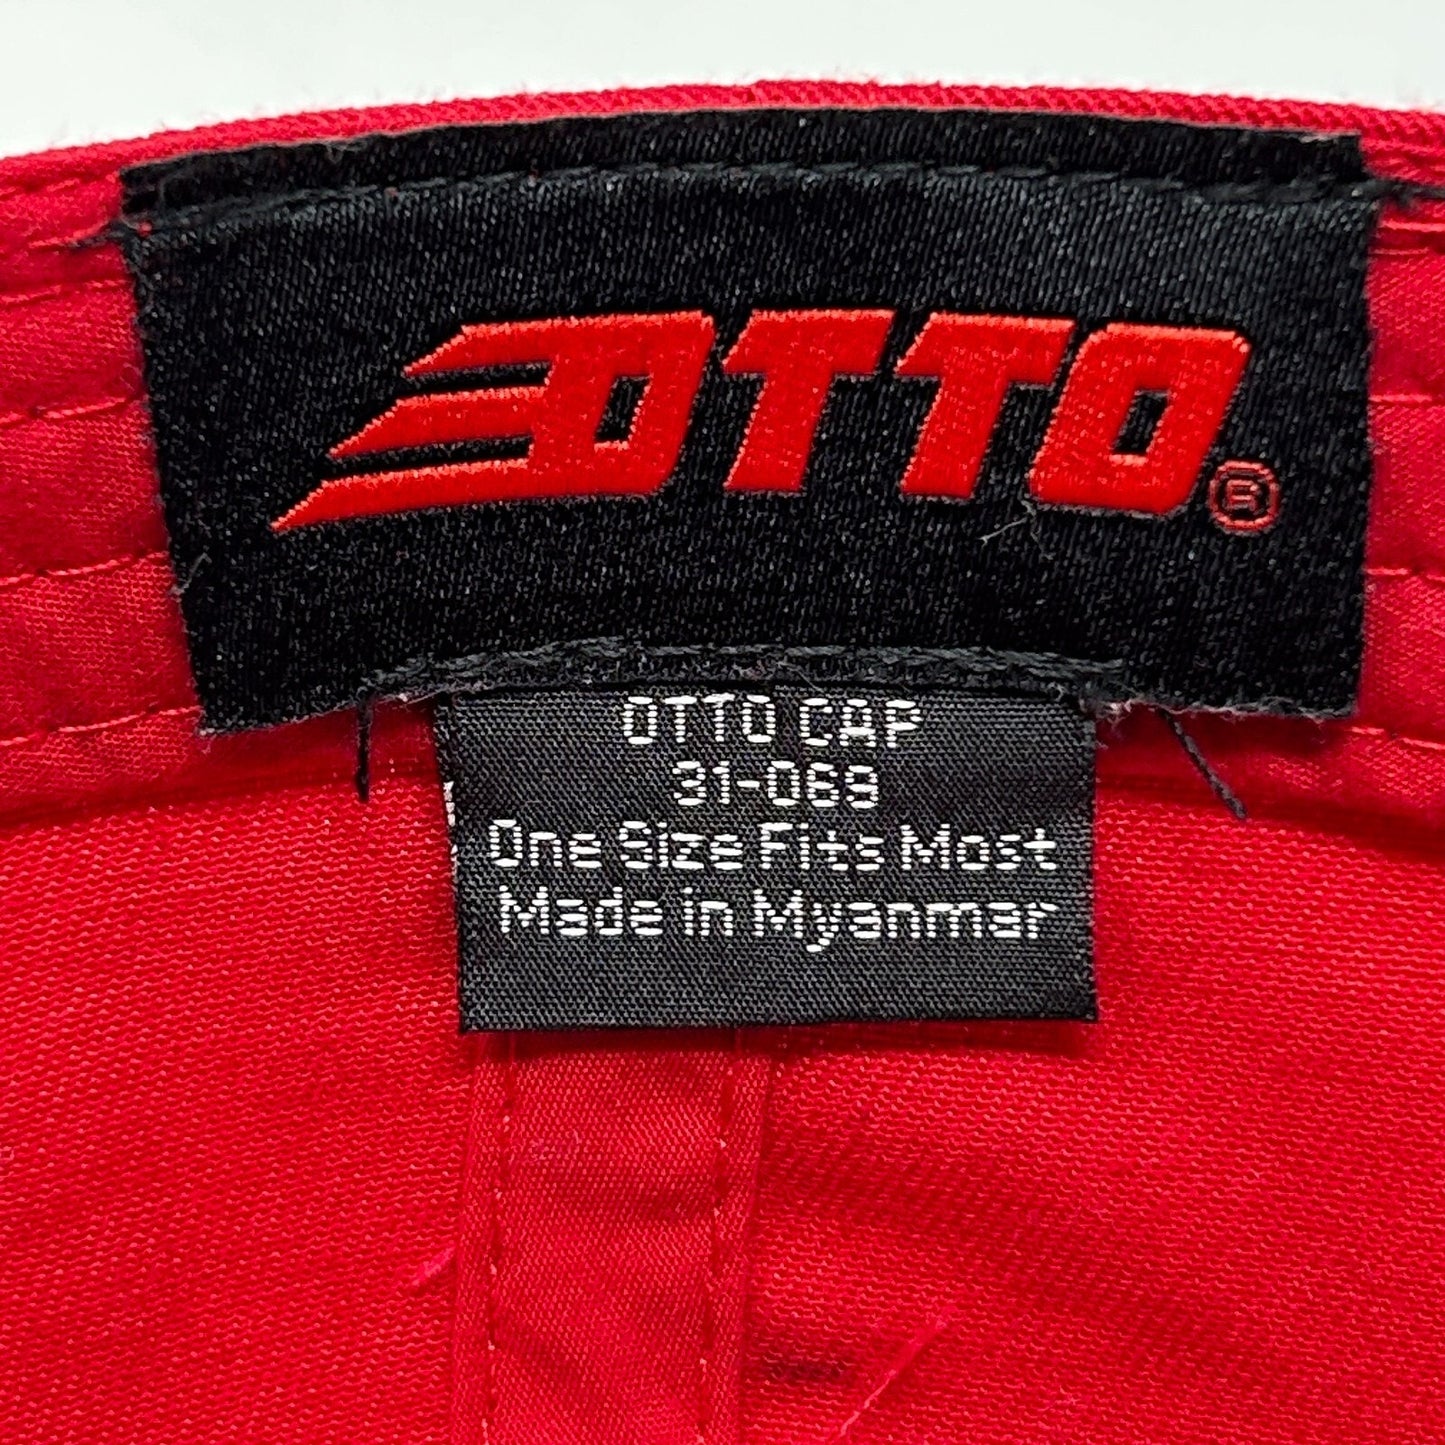 OTTO®
OTTO CAP
31-069
One Size Fits Most
Made in Myanmar